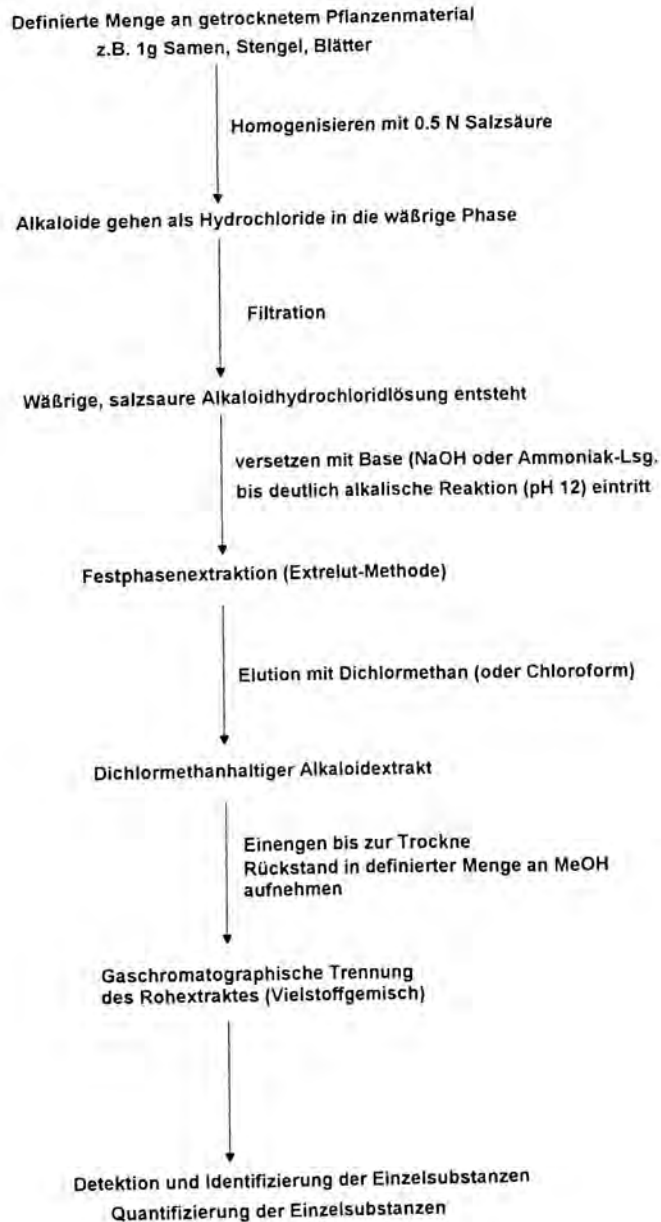 Definierte Menge an getrocknetem Pflanzenmaterial
z.B. 1g Samen, Stengel, Blätter
Homogenisieren mit 0.5 N Salzsäure
Alkaloide gehen als Hydrochloride in die wäßrige Phase
Filtration
Wäßrige, salzsaure Alkaloidhydrochloridlösung entsteht
versetzen mit Base (NaOH oder Ammoniak-Lsg.
bis deutlich alkalische Reaktion (pH 12) eintritt
Festphasenextraktion (Extrelut-Methode)
Elution mit Dichlormethan (oder Chloroform)
Dichlormethanhaltiger Alkaloidextrakt
Einengen bis zur Trockne
Rückstand in definierter Menge an MeOH
aufnehmen
Gaschromatographische Trennung
des Rohextraktes (Vielstoffgemisch)
Detektion und Identifizierung der Einzelsubstanzen
Quantifizierung der Einzelsubstanzen